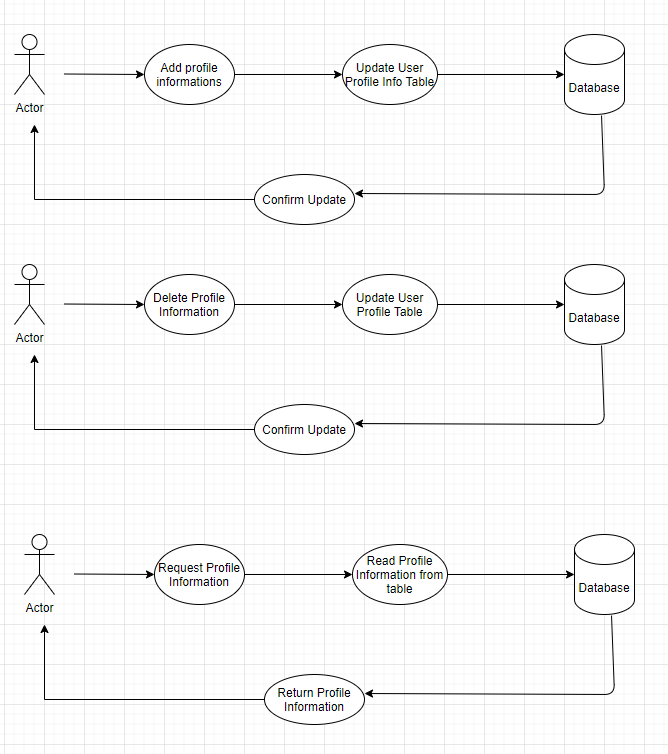 Add profile
informations
Update User
Profile Info Table
Database
Actor
Confirm Update
Delete Profile
Information
Update User
Profile Table
Database
Actor
Confirm Update
Request Profile
Information
Read Profile
Information from
table
Database
Actor
Return Profile
Information